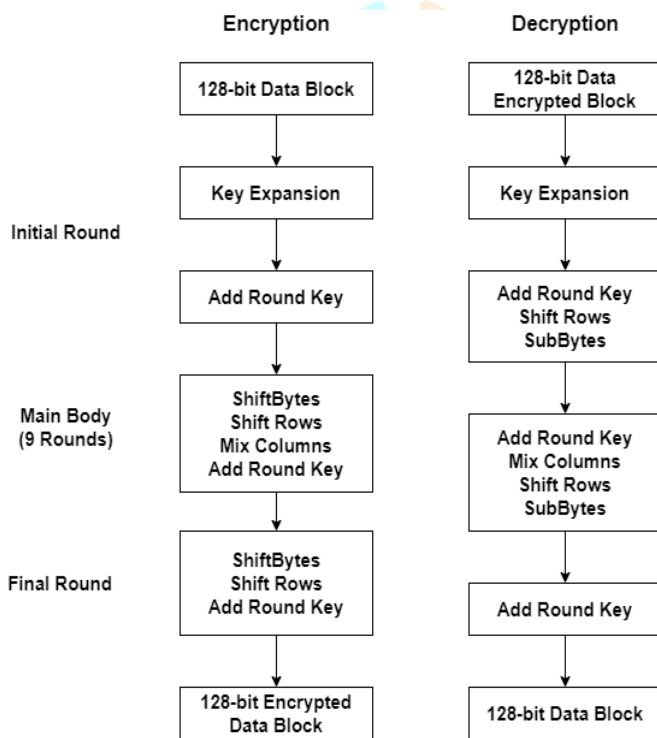 Encryption
128-bit Data Block
Key Expansion
Initial Round
Add Round Key
ShiftBytes
Shift Rows
Mix Columns
Add Round Key
Main Body
(9 Rounds)
ShiftBytes
Shift Rows
Add Round Key
Final Round
128-bit Encrypted
Data Block
Decryption
128-bit Data
Encrypted Block
Key Expansion
Add Round Key
Shift Rows
SubBytes
Add Round Key
Mix Columns
Shift Rows
SubBytes
Add Round Key
128-bit Data Block